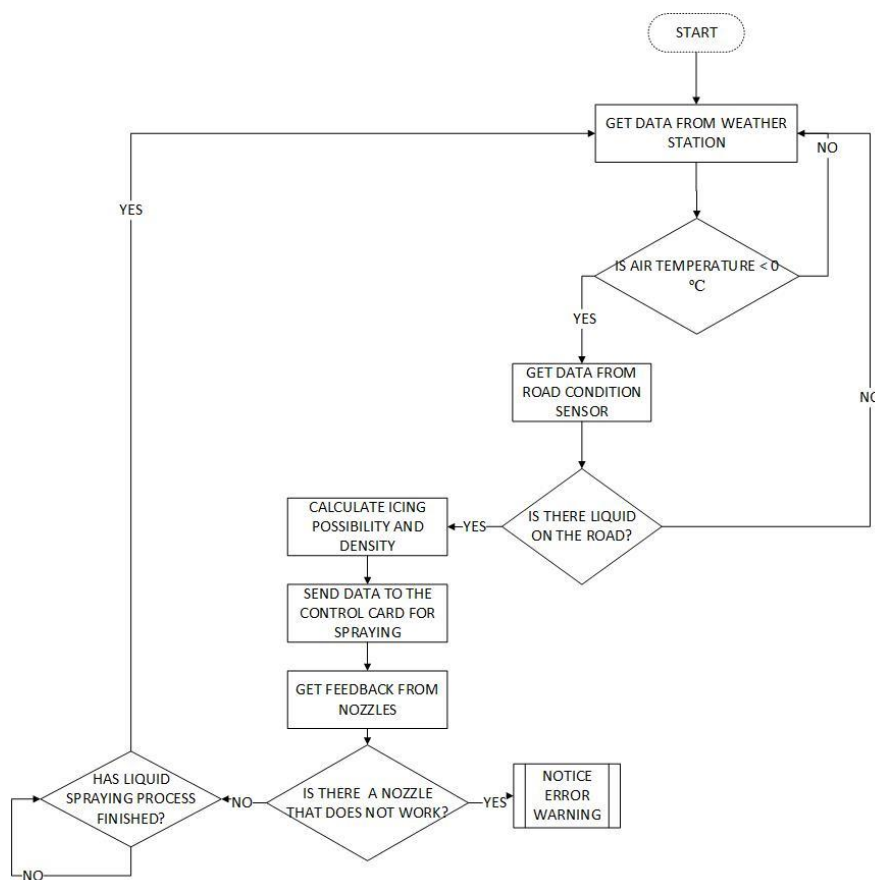 START
GET DATA FROM WEATHER
STATION
NO
YES
IS AIR TEMPERATURE < 0
°C
YES
GET DATA FROM
ROAD CONDITION
SENSOR
NO
CALCULATE ICING
POSSIBILITY AND
DENSITY
YES
IS THERE LIQUID
ON THE ROAD?
SEND DATA TO THE
CONTROL CARD FOR
SPRAYING
GET FEEDBACK FROM
NOZZLES
HAS LIQUID
SPRAYING PROCESS
FINISHED?
NO
IS THERE A NOZZLE
THAT DOES NOT WORK?
YES
NOTICE
ERROR
WARNING
NO